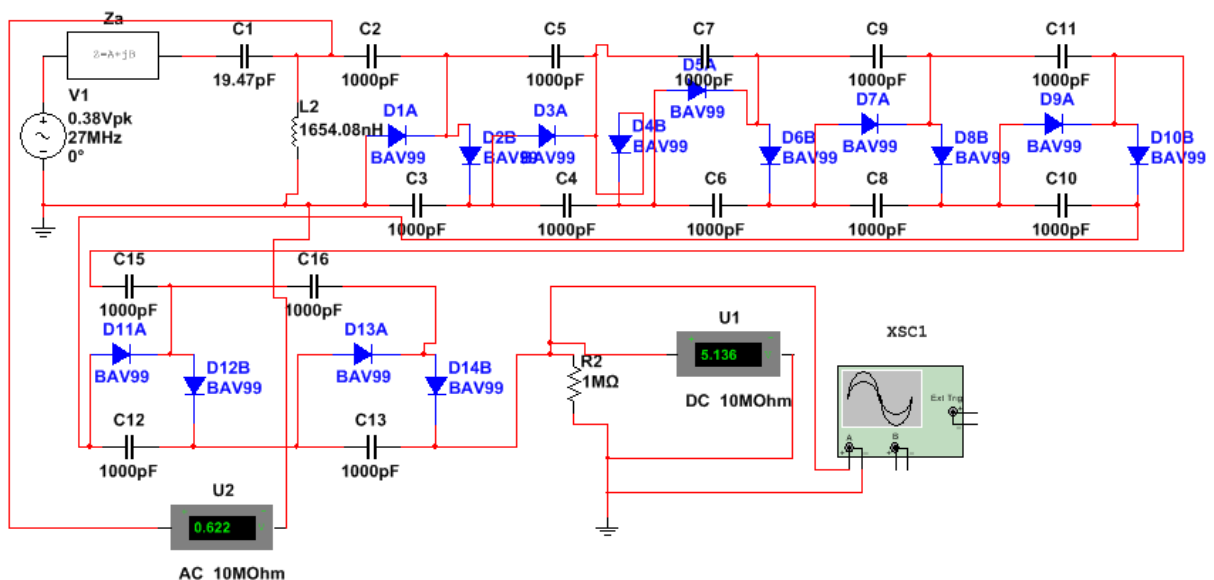 Za
Z=A+jB
C1
19.47pF
C2
1000pF
C5
1000pF
C7
1000pF
C9
1000pF
C11
1000pF
V1
0.38Vpk
27MHz
0°
L2
1654.08nH
D1A
BAV99
D2B
BAV99
D3A
BAV99
D4B
BAV99
D5A
BAV99
D6B
BAV99
D7A
BAV99
D8B
BAV99
D9A
BAV99
D10B
BAV99
C3
1000pF
C4
1000pF
C6
1000pF
C8
1000pF
C10
1000pF
C15
1000pF
C16
1000pF
D11A
BAV99
D12B
BAV99
D13A
BAV99
D14B
BAV99
C12
1000pF
C13
1000pF
R2
1MΩ
U1
5.136
DC 10MOhm
XSC1
Ext Trig
A
B
U2
0.622
AC 10MOhm